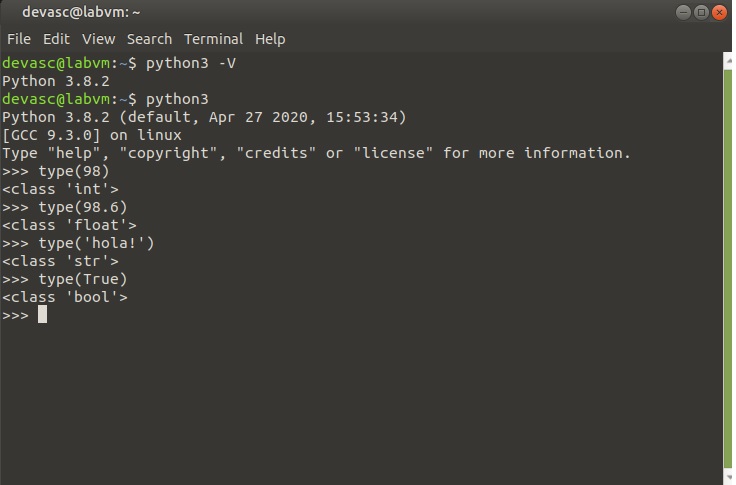 devasc@labvm: ~
File Edit View Search Terminal Help
devasc@labvm:~$ python3 -V
Python 3.8.2
devasc@labvm:~$ python3
Python 3.8.2 (default, Apr 27 2020, 15:53:34)
[GCC 9.3.0] on linux
Type "help", "copyright", "credits" or "license" for more information.
>>> type(98)
<class 'int'>
>>> type(98.6)
<class 'float'>
>>> type('hola!')
<class 'str'>
>>> type(True)
<class 'bool'>
>>>